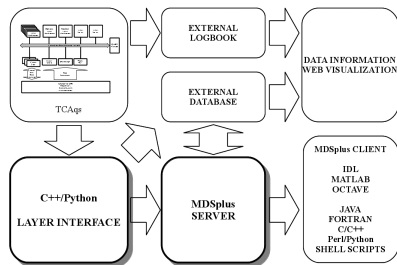 TCAqs
EXTERNAL
LOGBOOK
EXTERNAL
DATABASE
DATA INFORMATION
WEB VISUALIZATION
C++/Python
LAYER INTERFACE
MDSplus
SERVER
MDSplus CLIENT
IDL
MATLAB
OCTAVE
JAVA
FORTRAN
C/C++
Perl/Python
SHELL SCRIPTS